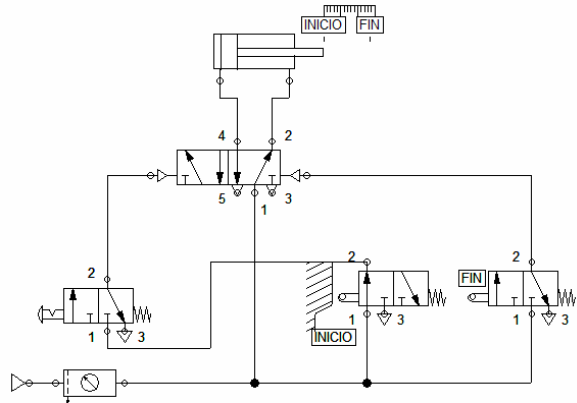 INICIO FIN
4 2
5 1 3
2 2 2
FIN
1 3 1 3 1 3
INICIO